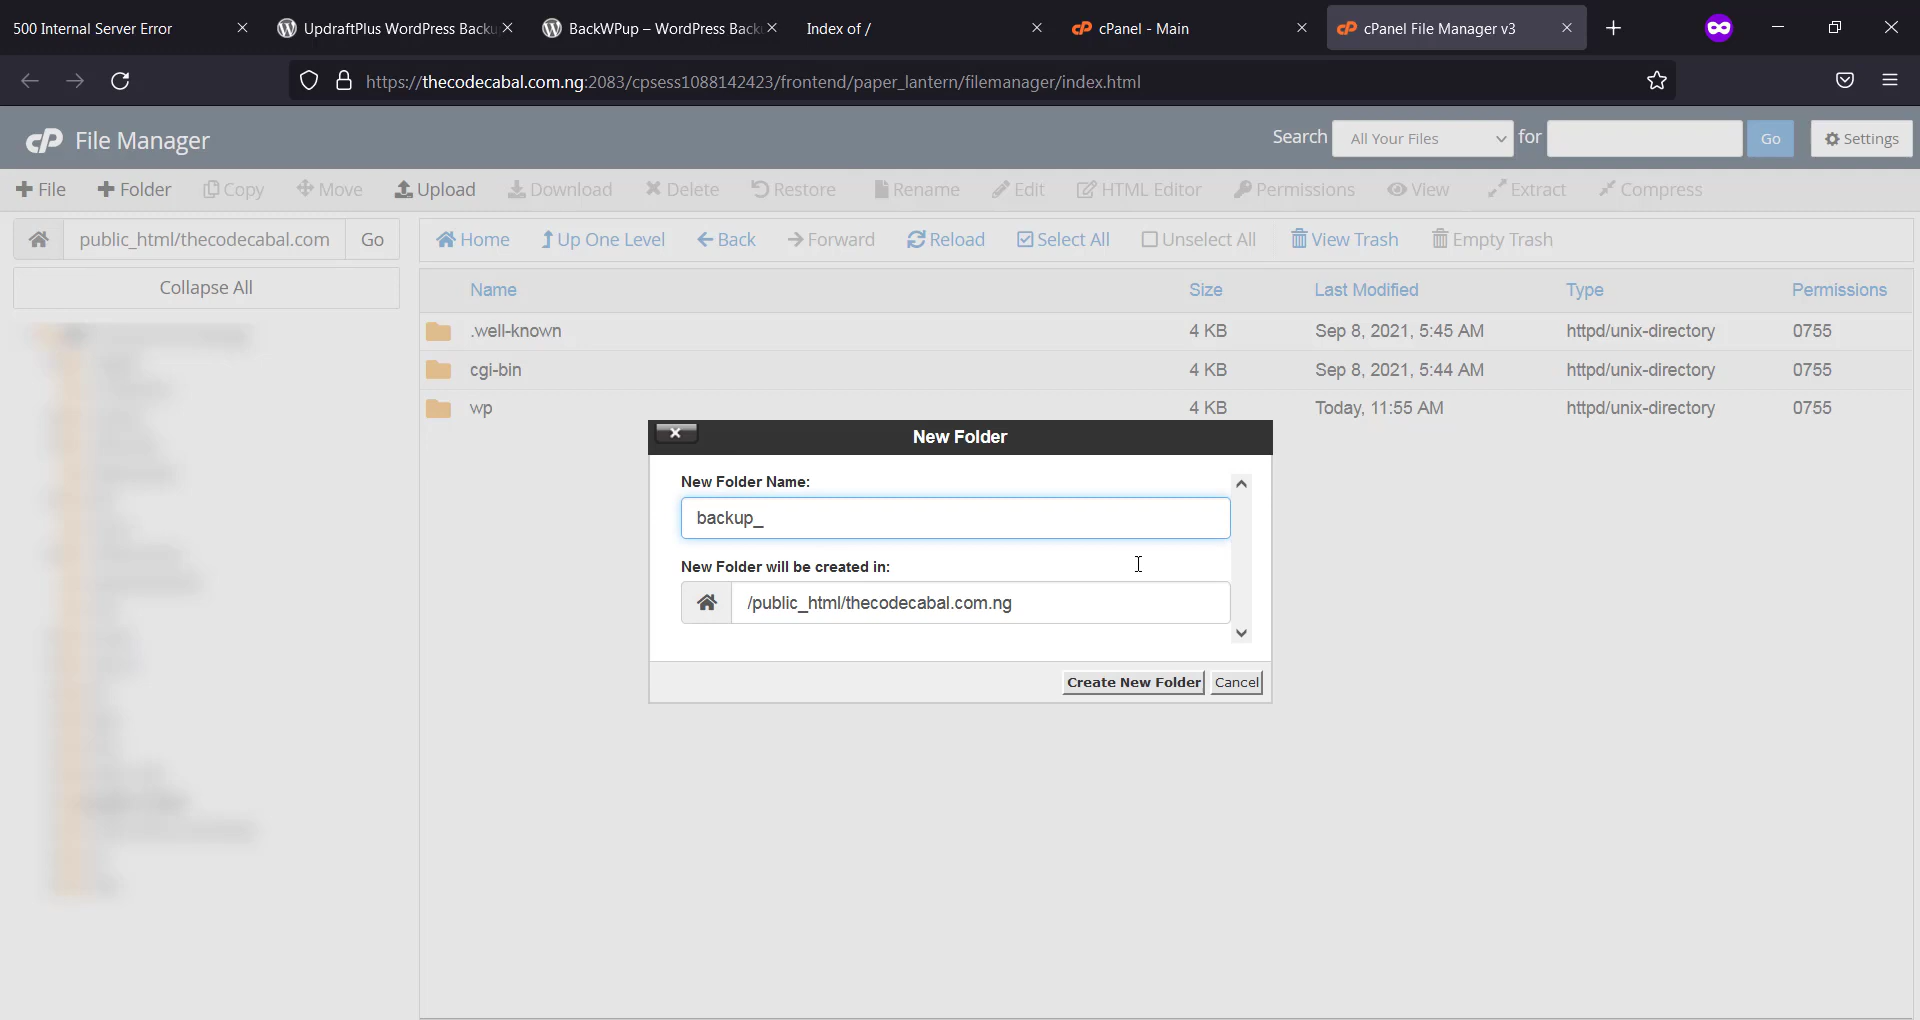 500 Internal Server Error
UpdraftPlus WordPress Backu
BackWPup – WordPress Back
Index of /
cPanel - Main
cPanel File Manager v3
https://thecodecabal.com.ng:2083/cpsess1088142423/frontend/paper_lantern/filemanager/index.html
cP File Manager
Search All Your Files for Go Settings
File Folder Copy Move Upload Download Delete Restore Rename Edit HTML Editor Permissions View Extract Compress
public_html/thecodecabal.com Go
Home Up One Level Back Forward Reload Select All Unselect All View Trash Empty Trash
Collapse All
Name Size Last Modified Type Permissions
.well-known 4 KB Sep 8, 2021, 5:45 AM httpd/unix-directory 0755
cgi-bin 4 KB Sep 8, 2021, 5:44 AM httpd/unix-directory 0755
wp 4 KB Today, 11:55 AM httpd/unix-directory 0755
New Folder
New Folder Name:
backup_
New Folder will be created in:
/public_html/thecodecabal.com.ng
Create New Folder Cancel